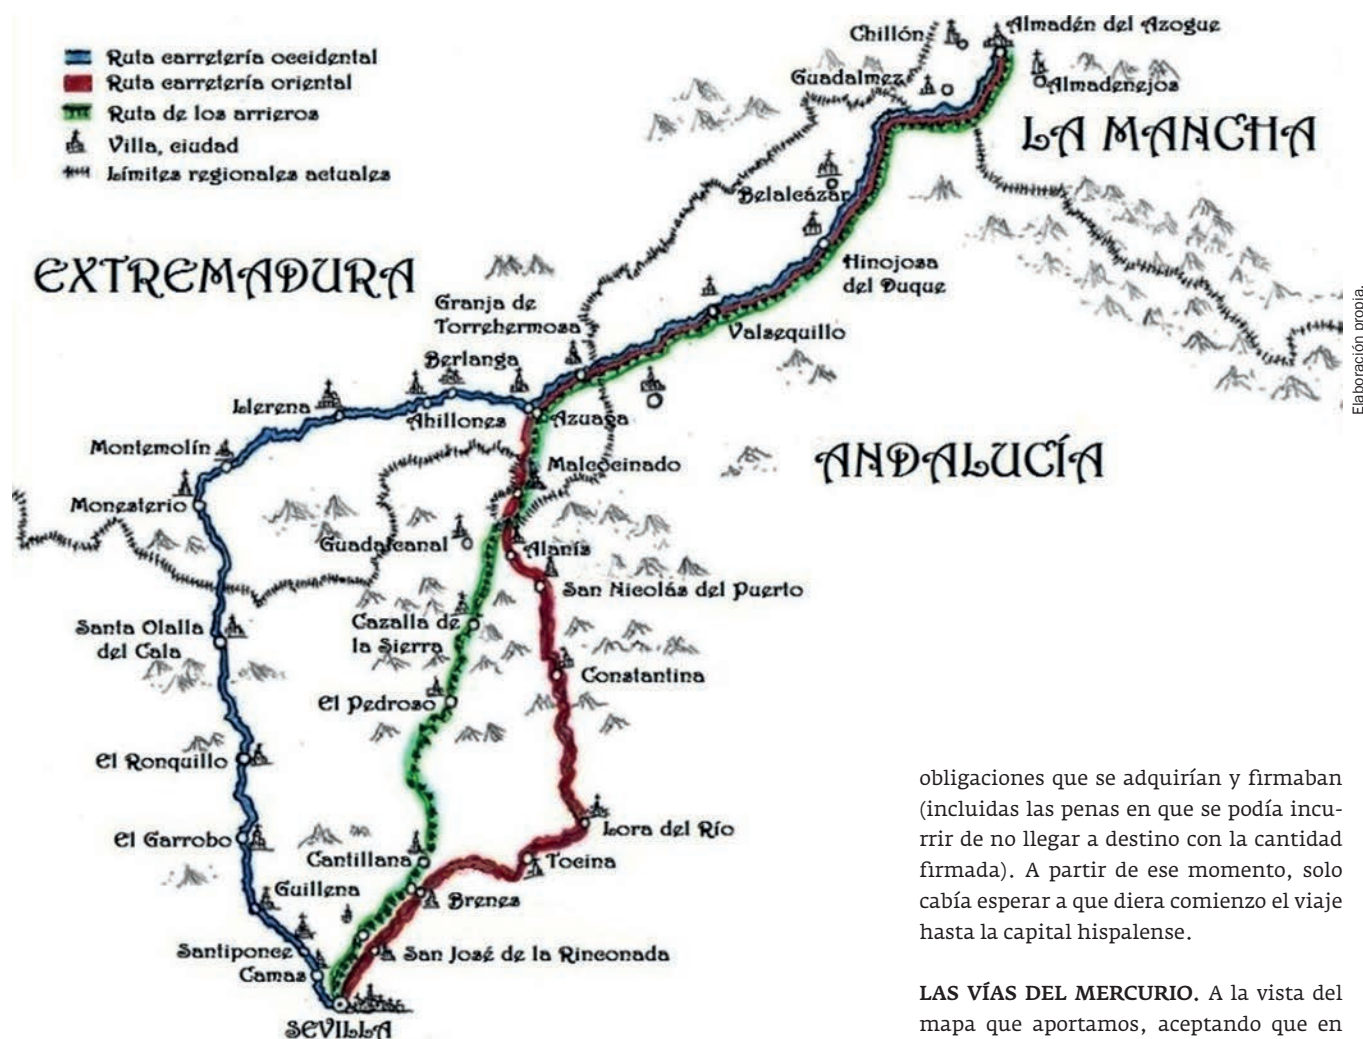 Ruta carretería occidental
Ruta carretería oriental
Ruta de los arrieros
Villa, ciudad
Límites regionales actuales
Chillón
Almadén del Azogue
Guadalmez
Almadenejos
LA MANCHA
Belalcázar
EXTREMADURA
Hinojosa
del Duque
Granja de
Torrehermosa
Valsequillo
Berlanga
Llerena
Ahillones
Azuaga
Montemolín
Malcocinado
ANDALUCÍA
Monesterio
Guadalcanal
Alanís
San Nicolás del Puerto
Santa Olalla
del Cala
Cazalla de
la Sierra
Constantina
El Pedroso
El Ronquillo
El Garrobo
Lora del Río
Cantillana
Tocina
Guillena
Brenes
Santiponce
San José de la Rinconada
Camas
SEVILLA
Elaboración propia.
obligaciones que se adquirían y firmaban
(incluidas las penas en que se podía incu-
rrir de no llegar a destino con la cantidad
firmada). A partir de ese momento, solo
cabía esperar a que diera comienzo el viaje
hasta la capital hispalense.
LAS VÍAS DEL MERCURIO. A la vista del
mapa que aportamos, aceptando que en